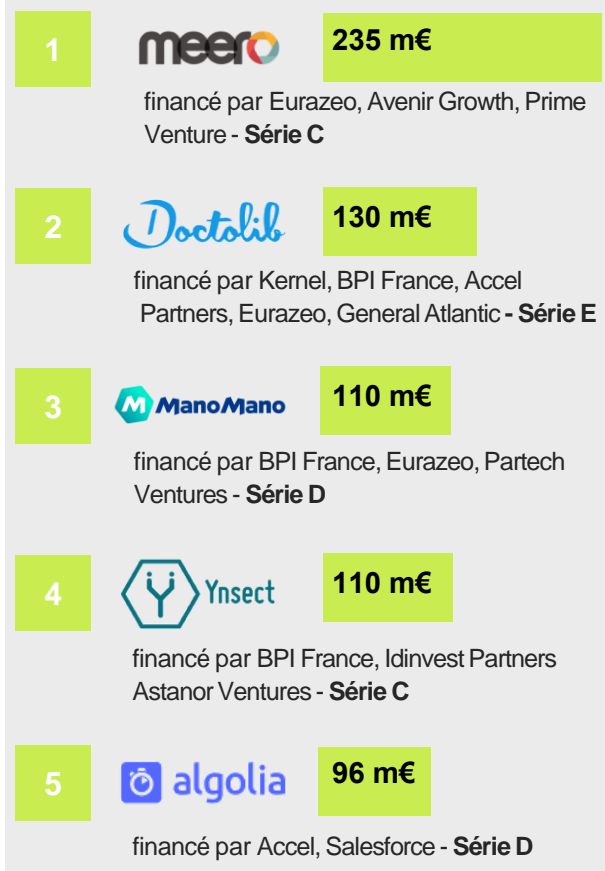 1
meero
235 m€
financé par Eurazeo, Avenir Growth, Prime
Venture - Série C
2
Doctolib
130 m€
financé par Kernel, BPI France, Accel
Partners, Eurazeo, General Atlantic - Série E
3
M ManoMano
110 m€
financé par BPI France, Eurazeo, Partech
Ventures - Série D
4
Ynsect
110 m€
financé par BPI France, Idinvest Partners
Astanor Ventures - Série C
5
algolia
96 m€
financé par Accel, Salesforce - Série D